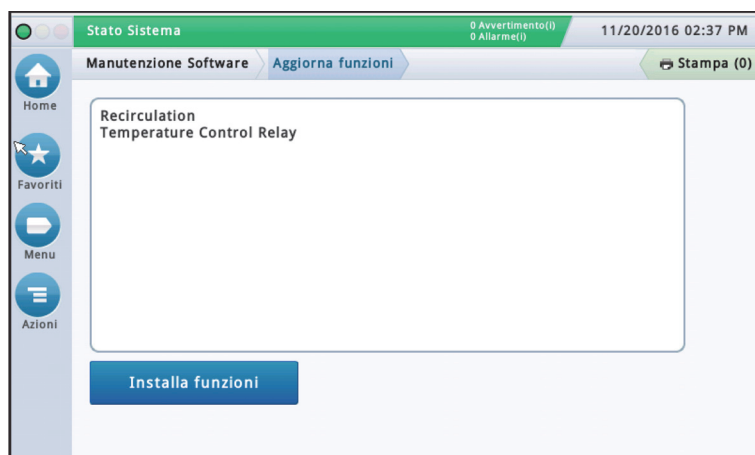 Stato Sistema
0 Avvertimento(i)
0 Allarme(i)
11/20/2016 02:37 PM
Manutenzione Software
Aggiorna funzioni
Stampa (0)
Home
Favoriti
Menu
Azioni
Recirculation
Temperature Control Relay
Installa funzioni